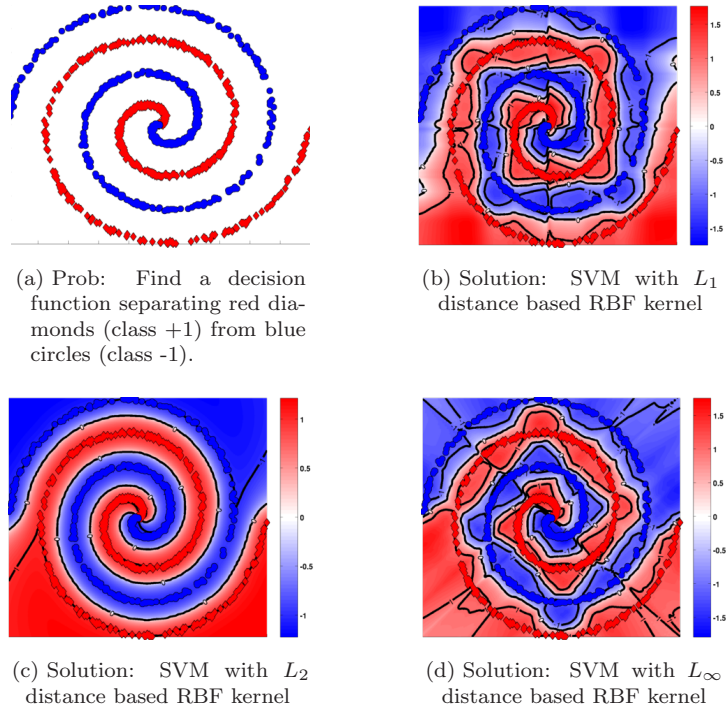 (a) Prob: Find a decision
function separating red dia-
monds (class +1) from blue
circles (class -1).
1.5
1
0.5
0
-0.5
-1
-1.5
(b) Solution: SVM with L₁
distance based RBF kernel
1
0.5
0
-0.5
-1
(c) Solution: SVM with L₂
distance based RBF kernel
1.5
1
0.5
0
-0.5
-1
-1.5
(d) Solution: SVM with L∞
distance based RBF kernel